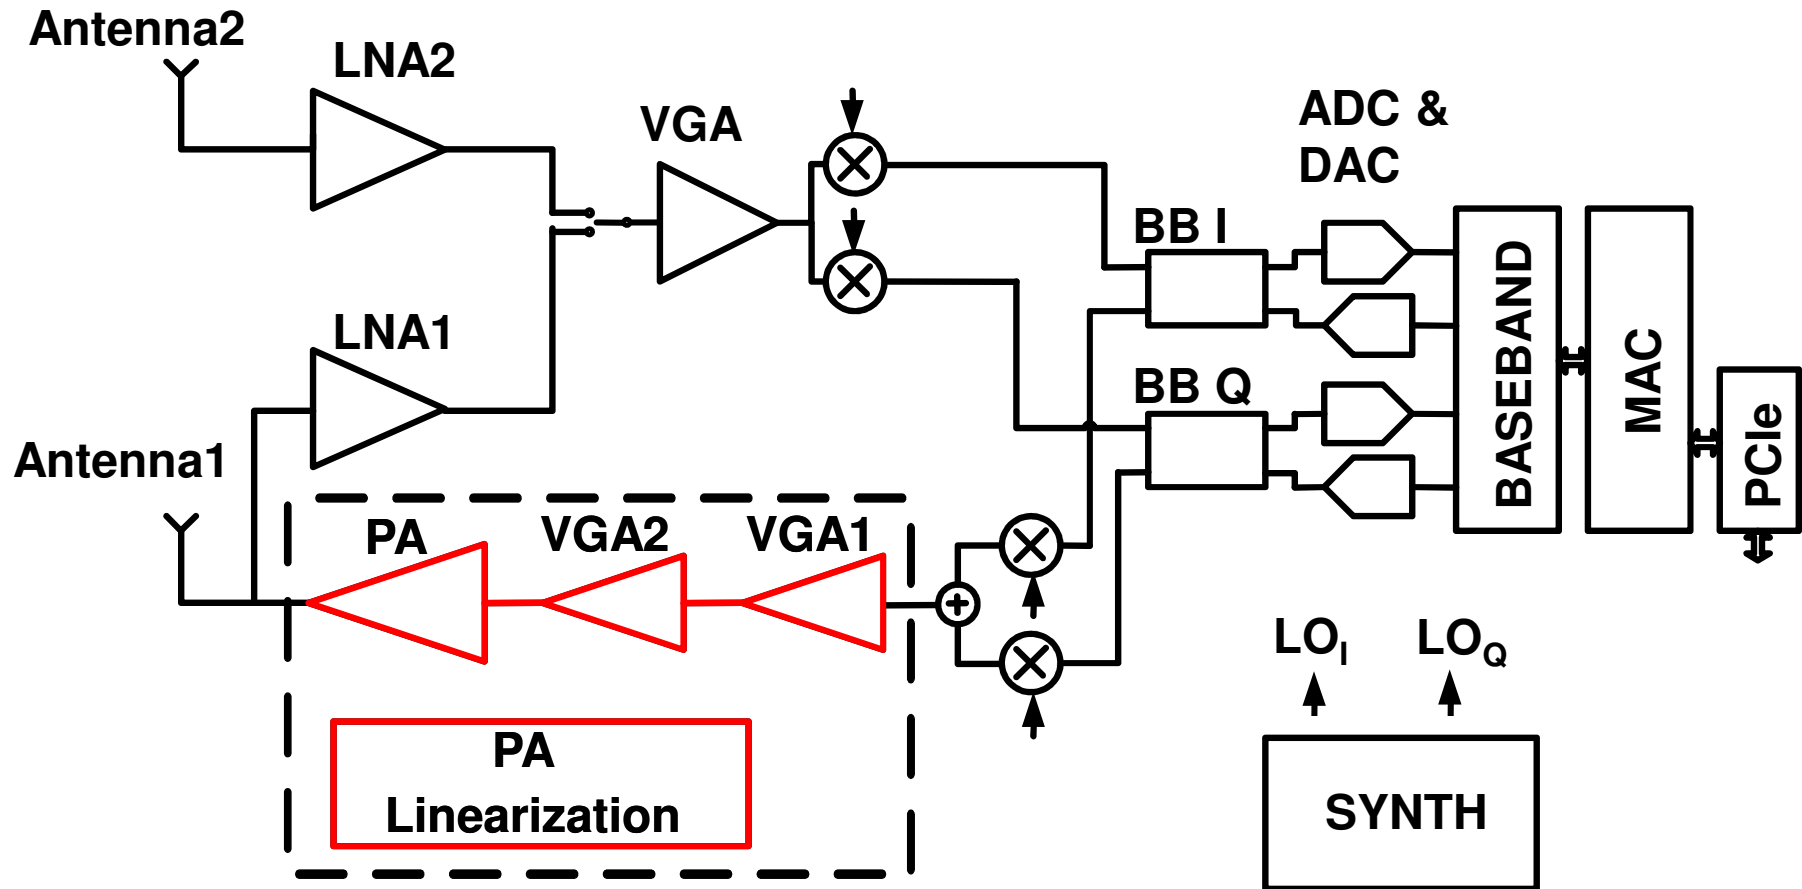 Antenna2
LNA2
VGA
ADC &
DAC
BB I
LNA1
BB Q
BASEBAND
MAC
PCIe
Antenna1
PA
VGA2
VGA1
LOI
LOQ
PA
Linearization
SYNTH